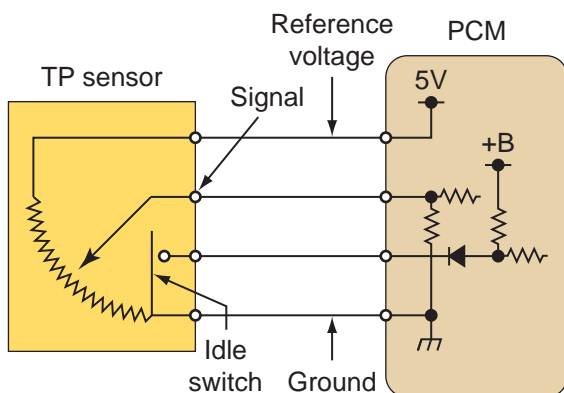 Reference
voltage
PCM
TP sensor
Signal
5V
+B
Idle
switch
Ground